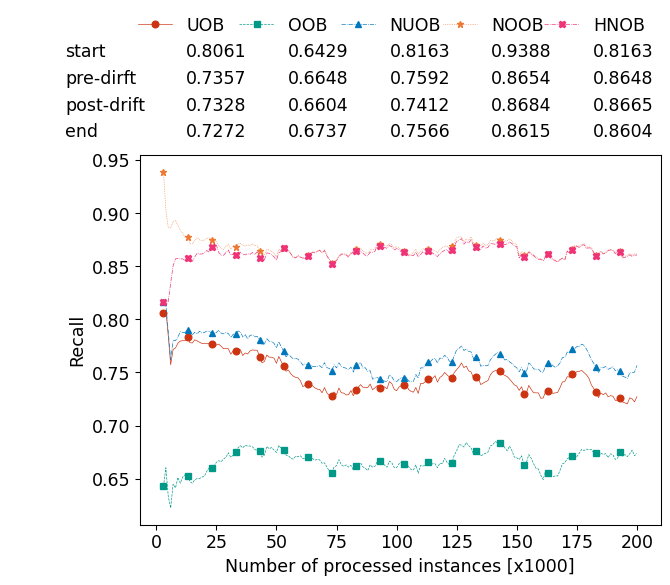 UOB OOB NUOB NOOB HNOB
start 0.8061 0.6429 0.8163 0.9388 0.8163
pre-dirft 0.7357 0.6648 0.7592 0.8654 0.8648
post-drift 0.7328 0.6604 0.7412 0.8684 0.8665
end 0.7272 0.6737 0.7566 0.8615 0.8604
0.95
0.90
0.85
0.80
0.75
0.70
0.65
Recall
0 25 50 75 100 125 150 175 200
Number of processed instances [x1000]